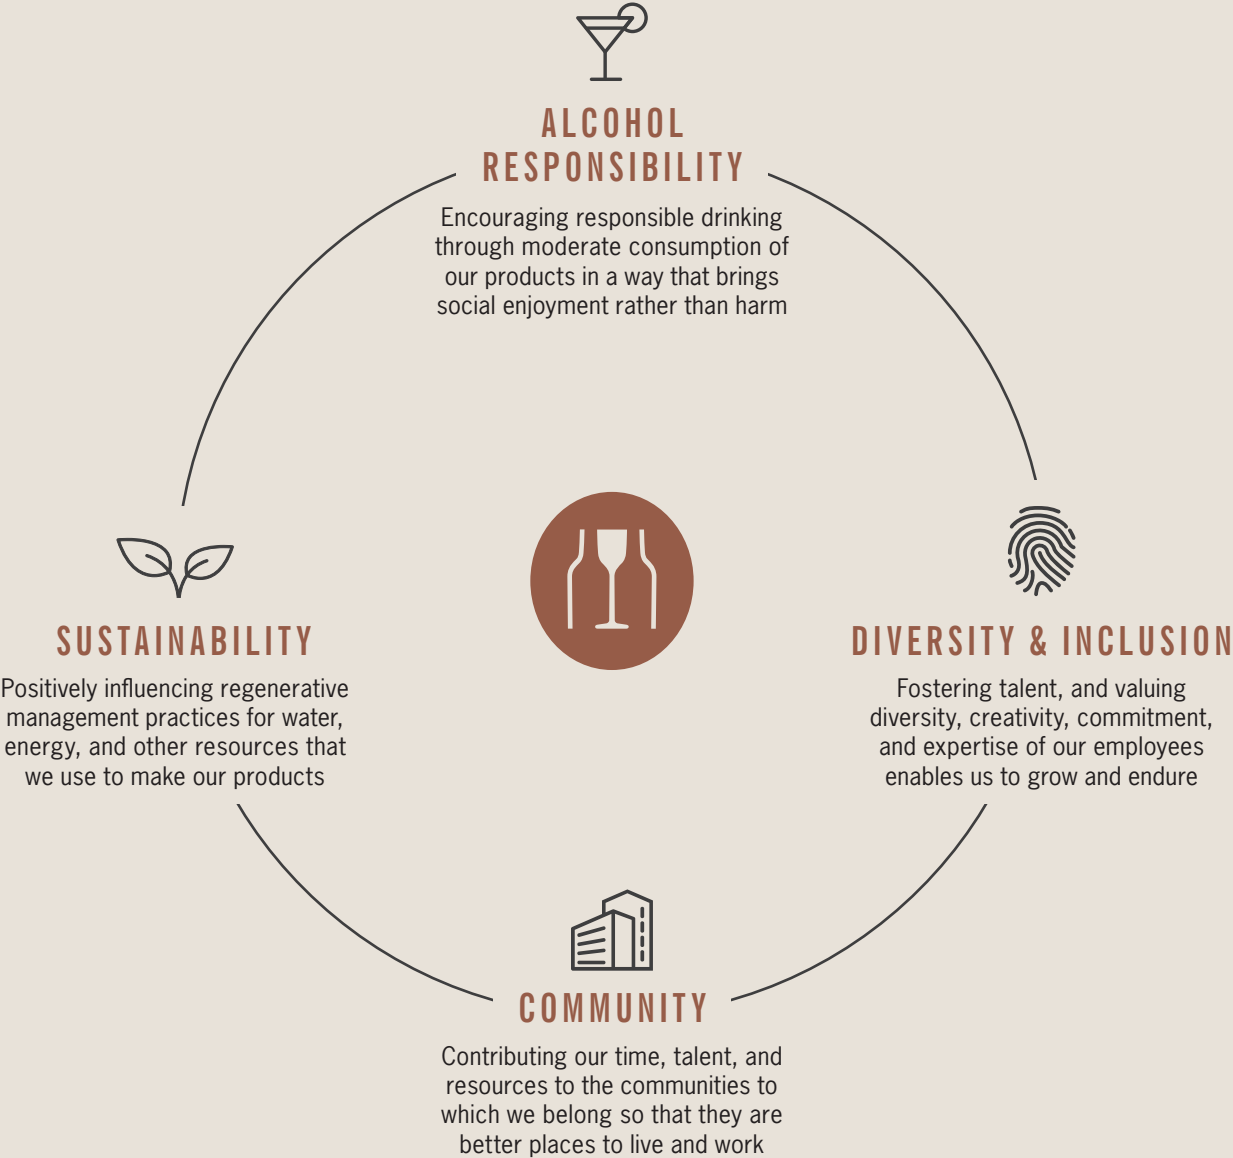 ALCOHOL
RESPONSIBILITY
Encouraging responsible drinking
through moderate consumption of
our products in a way that brings
social enjoyment rather than harm
SUSTAINABILITY
Positively influencing regenerative
management practices for water,
energy, and other resources that
we use to make our products
DIVERSITY & INCLUSION
Fostering talent, and valuing
diversity, creativity, commitment,
and expertise of our employees
enables us to grow and endure
COMMUNITY
Contributing our time, talent, and
resources to the communities to
which we belong so that they are
better places to live and work